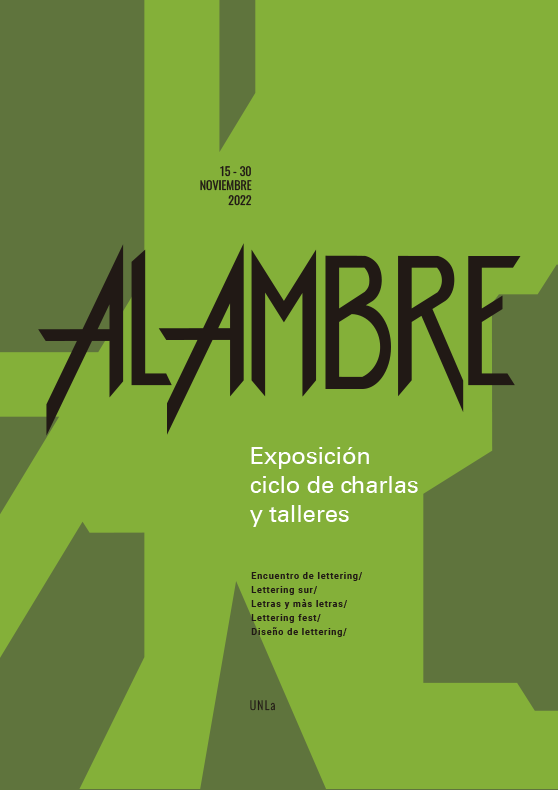 15 - 30
NOVIEMBRE
2022
ALAMBRE
Exposición
ciclo de charlas
y talleres
Encuentro de lettering/
Lettering sur/
Letras y màs letras/
Lettering fest/
Diseño de lettering/
UNLa